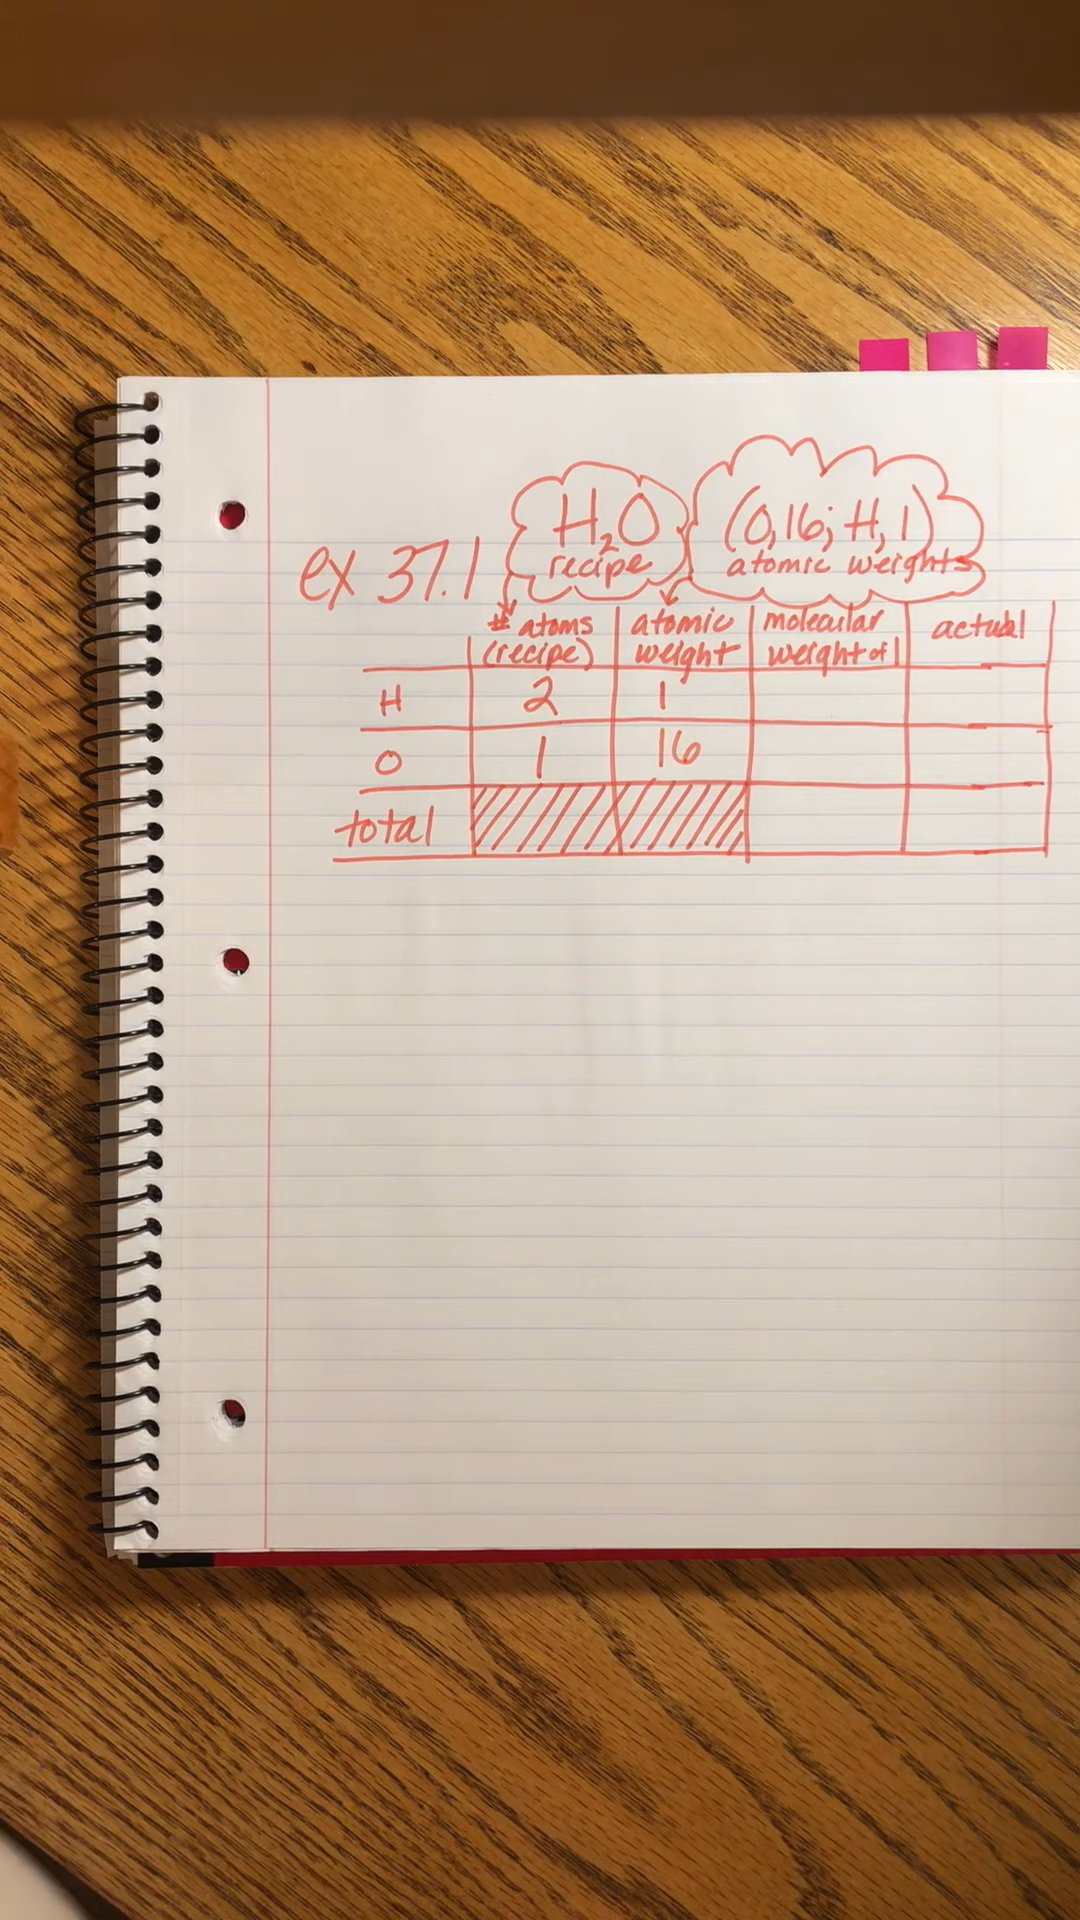 ex 37.1
H₂O
recipe
(O,16; H,1)
atomic weights
# atoms (recipe) atomic weight molecular weight of 1 actual
H 2 1
O 1 16
total